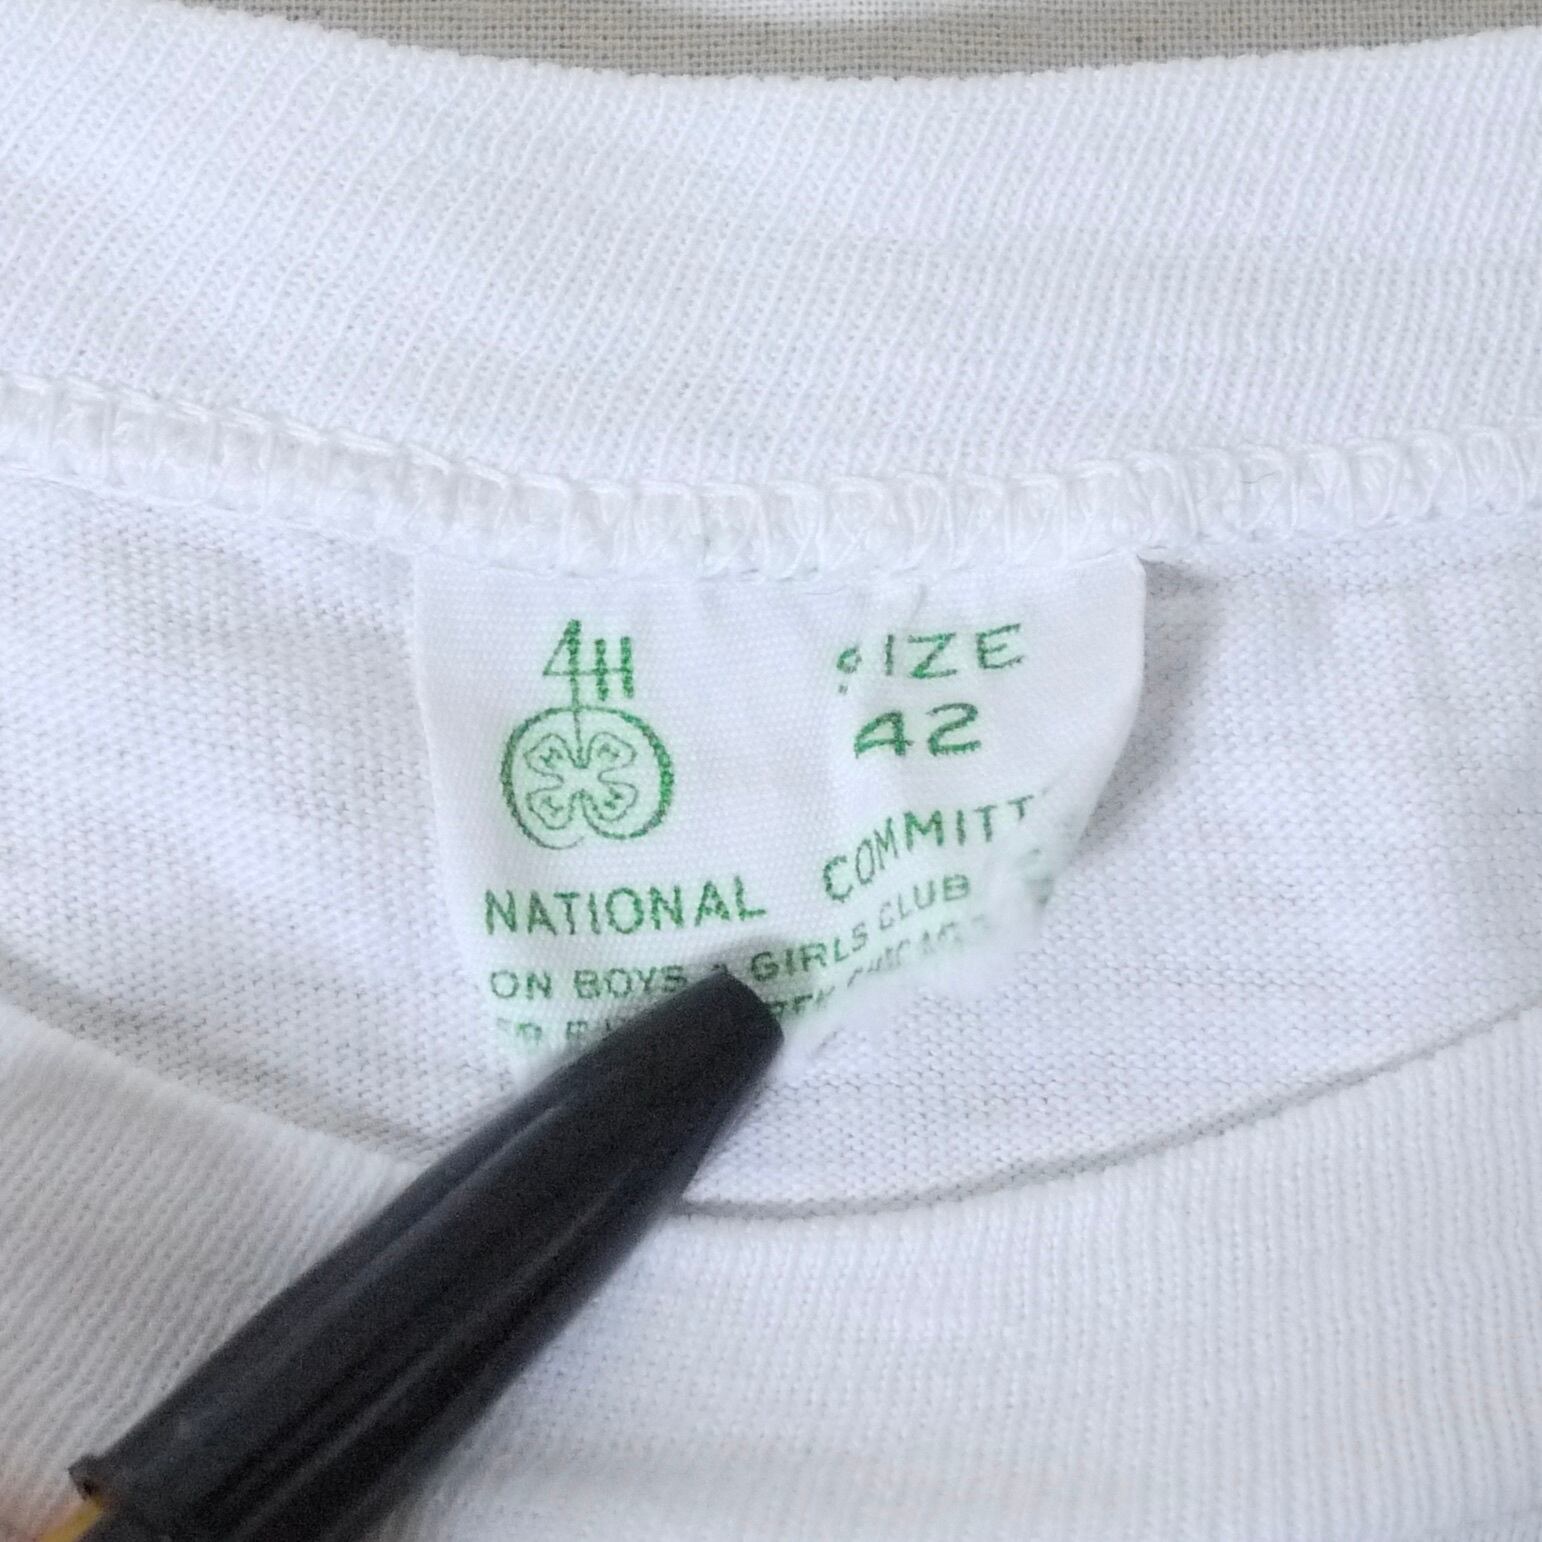 4H
SIZE
42
NATIONAL COMMITT
ON BOYS & GIRLS CLUB